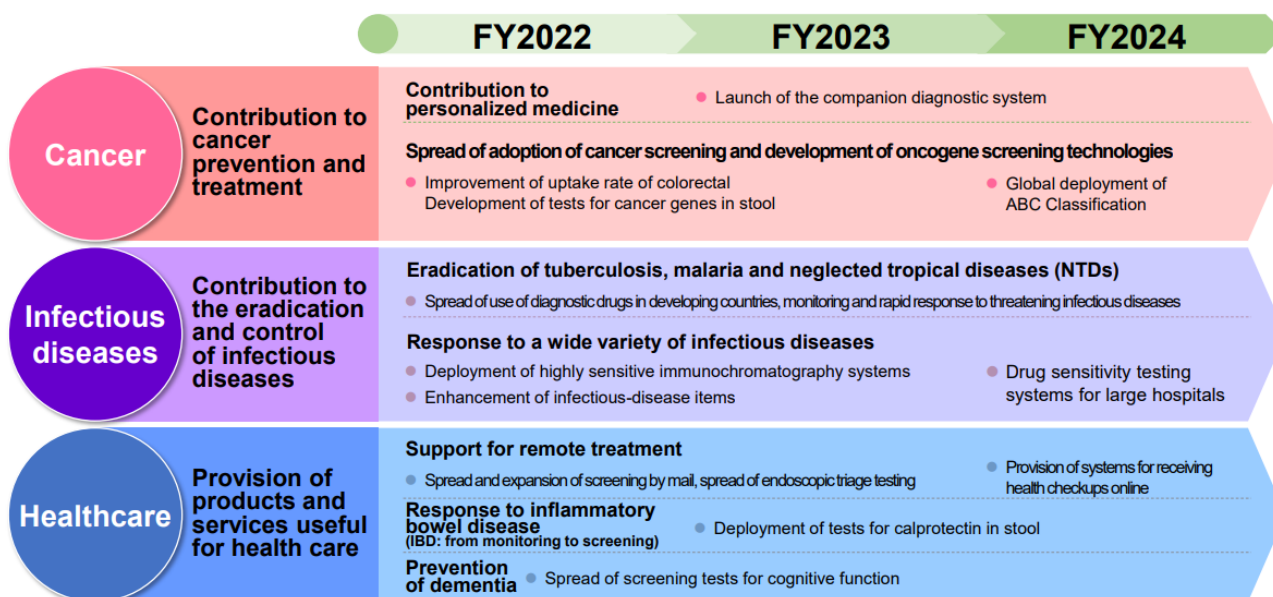 FY2022 FY2023 FY2024
Cancer
Contribution to
cancer
prevention and
treatment
Contribution to
personalized medicine
Launch of the companion diagnostic system
Spread of adoption of cancer screening and development of oncogene screening technologies
Improvement of uptake rate of colorectal
Development of tests for cancer genes in stool
Global deployment of
ABC Classification
Infectious
diseases
Contribution to
the eradication
and control
of infectious
diseases
Eradication of tuberculosis, malaria and neglected tropical diseases (NTDs)
Spread of use of diagnostic drugs in developing countries, monitoring and rapid response to threatening infectious diseases
Response to a wide variety of infectious diseases
Deployment of highly sensitive immunochromatography systems
Enhancement of infectious-disease items
Drug sensitivity testing
systems for large hospitals
Healthcare
Provision of
products and
services useful
for health care
Support for remote treatment
Spread and expansion of screening by mail, spread of endoscopic triage testing
Provision of systems for receiving
health checkups online
Response to inflammatory
bowel disease
(IBD: from monitoring to screening)
Deployment of tests for calprotectin in stool
Prevention
of dementia
Spread of screening tests for cognitive function